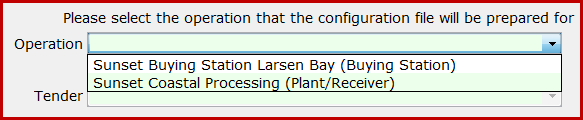 Please select the operation that the configuration file will be prepared for
Operation
Sunset Buying Station Larsen Bay (Buying Station)
Sunset Coastal Processing (Plant/Receiver)
Tender